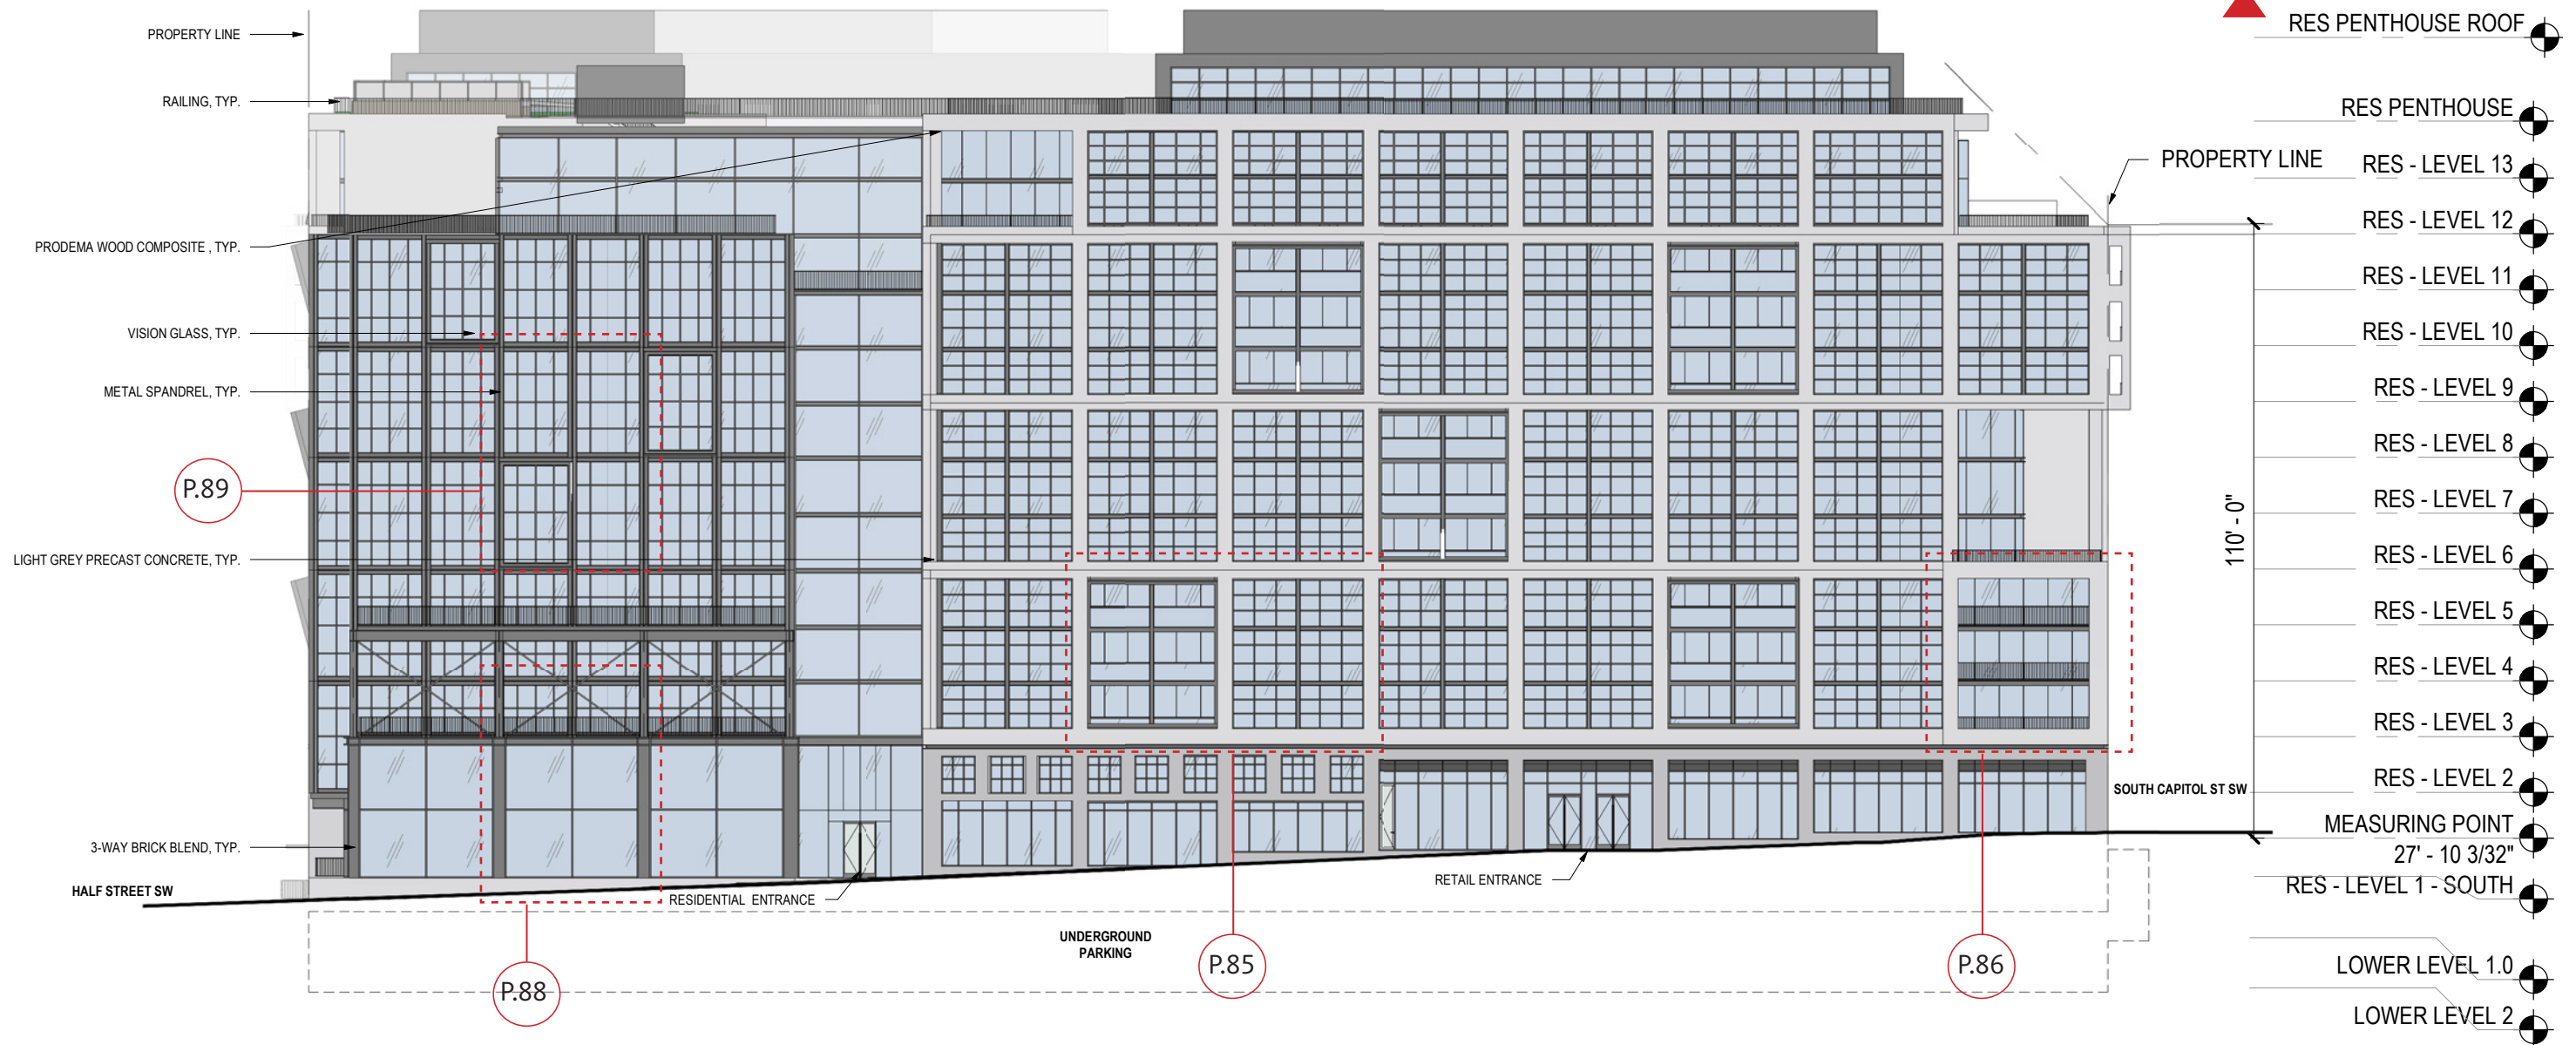 PROPERTY LINE
RAILING, TYP.
PRODEMA WOOD COMPOSITE , TYP.
VISION GLASS, TYP.
METAL SPANDREL, TYP.
P.89
LIGHT GREY PRECAST CONCRETE, TYP.
3-WAY BRICK BLEND, TYP.
HALF STREET SW
RESIDENTIAL ENTRANCE
RETAIL ENTRANCE
UNDERGROUND
PARKING
P.88
P.85
P.86
PROPERTY LINE
SOUTH CAPITOL ST SW
110' - 0"
RES PENTHOUSE ROOF
RES PENTHOUSE
RES - LEVEL 13
RES - LEVEL 12
RES - LEVEL 11
RES - LEVEL 10
RES - LEVEL 9
RES - LEVEL 8
RES - LEVEL 7
RES - LEVEL 6
RES - LEVEL 5
RES - LEVEL 4
RES - LEVEL 3
RES - LEVEL 2
MEASURING POINT
27' - 10 3/32"
RES - LEVEL 1 - SOUTH
LOWER LEVEL 1.0
LOWER LEVEL 2